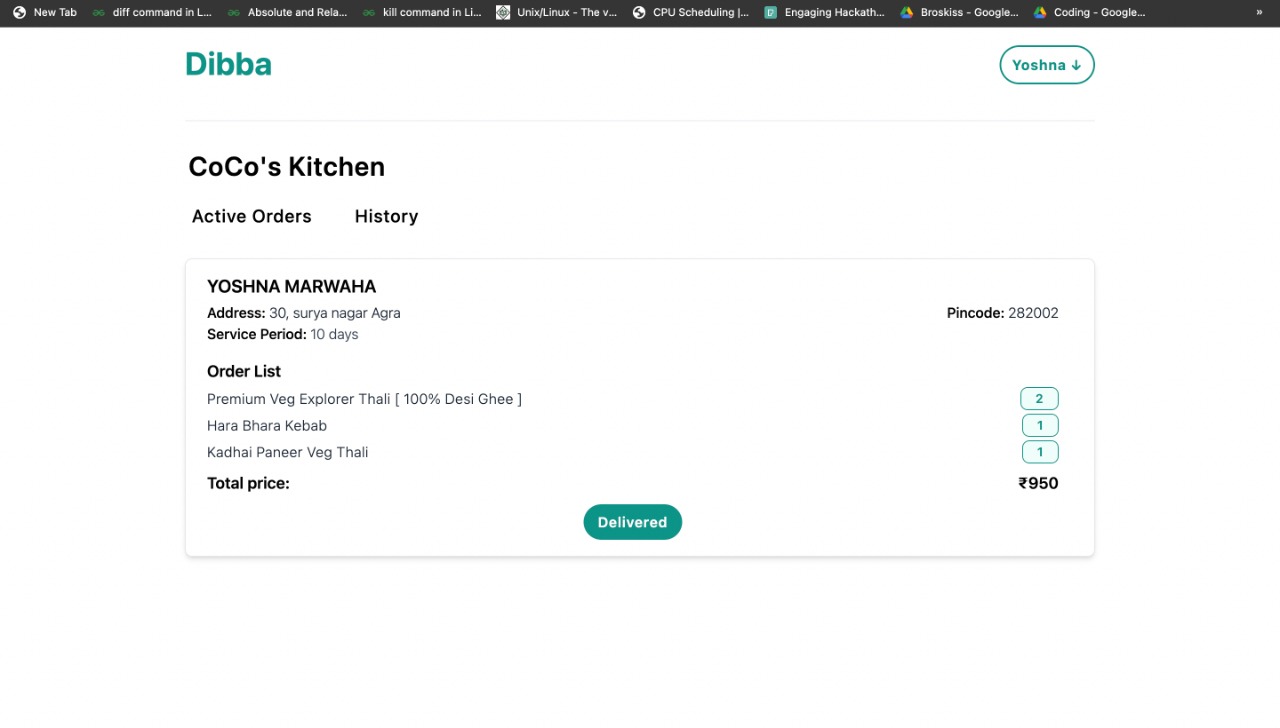 New Tab diff command in L... Absolute and Rela... kill command in Li... Unix/Linux - The v... CPU Scheduling |... Engaging Hackath... Broskiss - Google... Coding - Google... »
Dibba Yoshna ↓
CoCo's Kitchen
Active Orders History
YOSHNA MARWAHA
Address: 30, surya nagar Agra Pincode: 282002
Service Period: 10 days
Order List
Premium Veg Explorer Thali [ 100% Desi Ghee ] 2
Hara Bhara Kebab 1
Kadhai Paneer Veg Thali 1
Total price: ₹950
Delivered